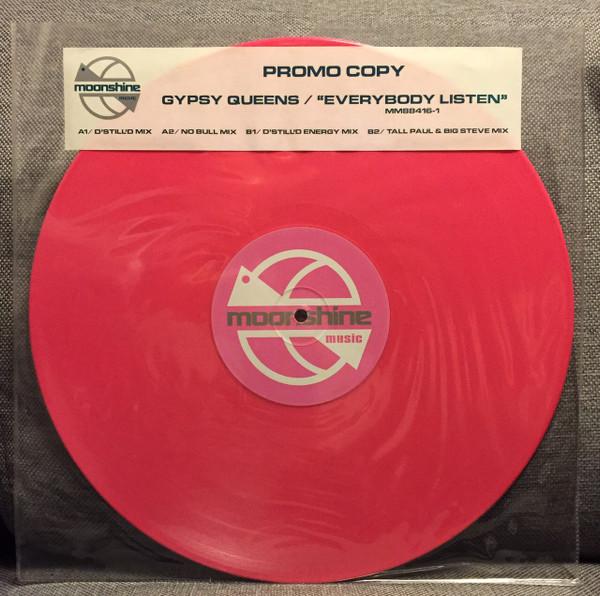 moonshine
music
PROMO COPY
GYPSY QUEENS / "EVERYBODY LISTEN"
MM88416-1
A1/ D'STILL'D MIX A2/ NO BULL MIX B1/ D'STILL'D ENERGY MIX B2/ TALL PAUL & BIG STEVE MIX
moonshine
music